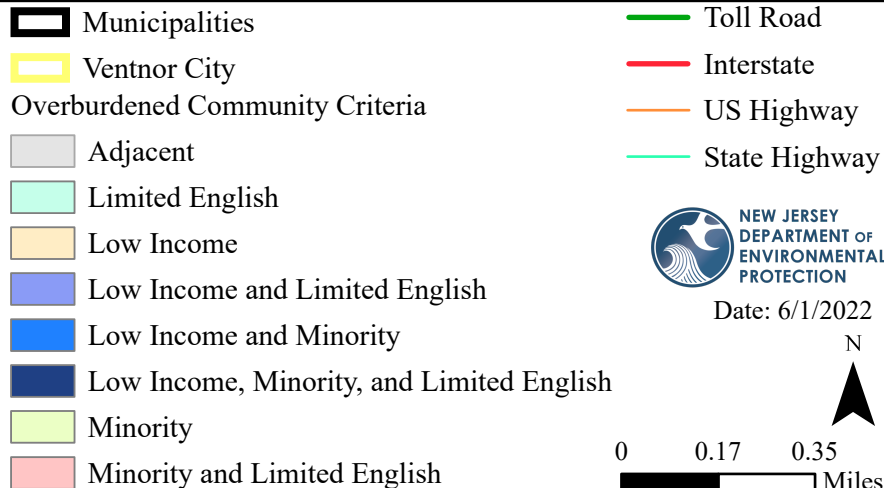 Municipalities
Ventnor City
Overburdened Community Criteria
Adjacent
Limited English
Low Income
Low Income and Limited English
Low Income and Minority
Low Income, Minority, and Limited English
Minority
Minority and Limited English
Toll Road
Interstate
US Highway
State Highway
NEW JERSEY
DEPARTMENT OF
ENVIRONMENTAL
PROTECTION
Date: 6/1/2022
N
0 0.17 0.35
Miles